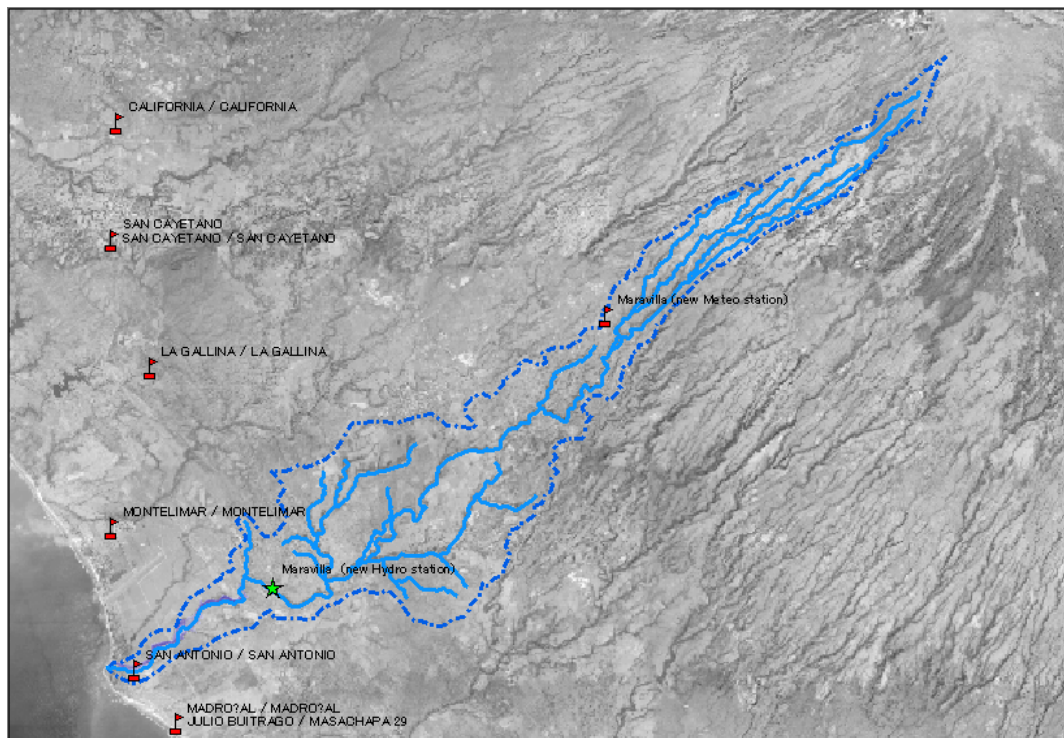 CALIFORNIA / CALIFORNIA
SAN CAYETANO
SAN CAYETANO / SAN CAYETANO
Maravilla (new Meteo station)
LA GALLINA / LA GALLINA
MONTELIMAR / MONTELIMAR
Maravilla (new Hydro station)
SAN ANTONIO / SAN ANTONIO
MADRO?AL / MADRO?AL
JULIO BUITRAGO / MASACHAPA 29